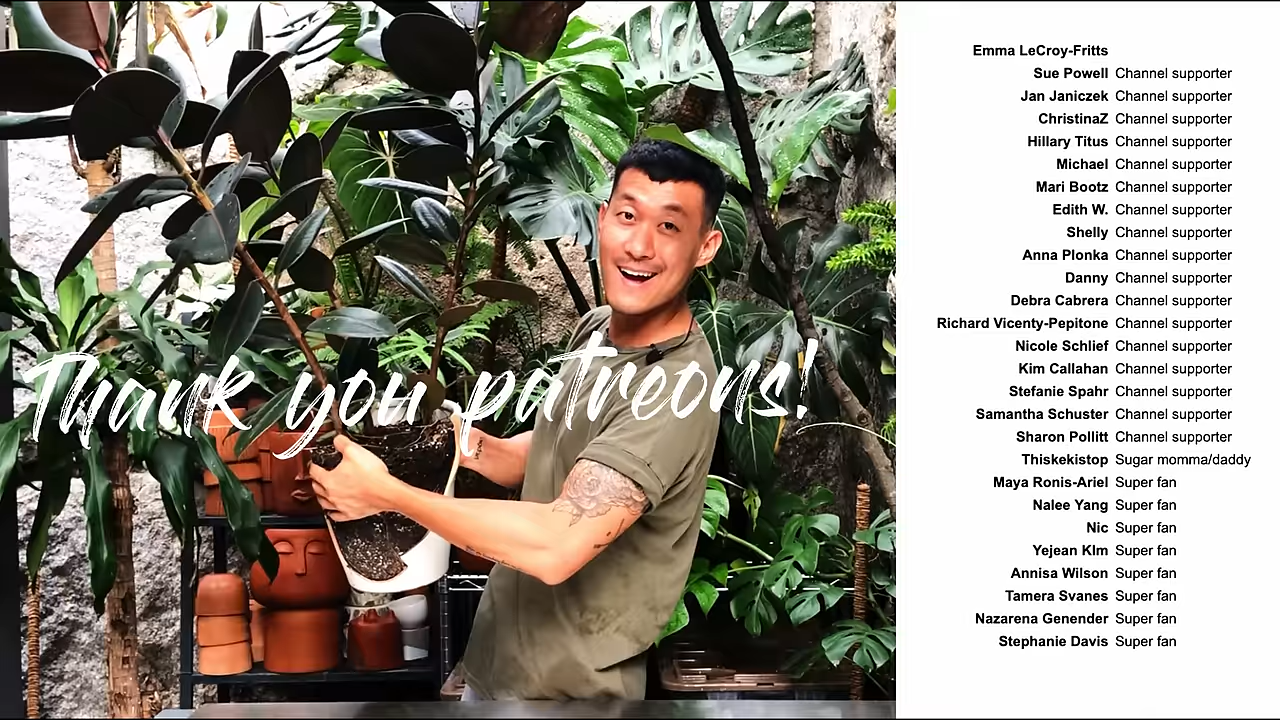 Thank you patreons!
Emma LeCroy-Fritts
Sue Powell Channel supporter
Jan Janiczek Channel supporter
ChristinaZ Channel supporter
Hillary Titus Channel supporter
Michael Channel supporter
Mari Bootz Channel supporter
Edith W. Channel supporter
Shelly Channel supporter
Anna Plonka Channel supporter
Danny Channel supporter
Debra Cabrera Channel supporter
Richard Vicenty-Pepitone Channel supporter
Nicole Schlief Channel supporter
Kim Callahan Channel supporter
Stefanie Spahr Channel supporter
Samantha Schuster Channel supporter
Sharon Pollitt Channel supporter
Thiskekistop Sugar momma/daddy
Maya Ronis-Ariel Super fan
Nalee Yang Super fan
Nic Super fan
Yejean KIm Super fan
Annisa Wilson Super fan
Tamera Svanes Super fan
Nazarena Genender Super fan
Stephanie Davis Super fan